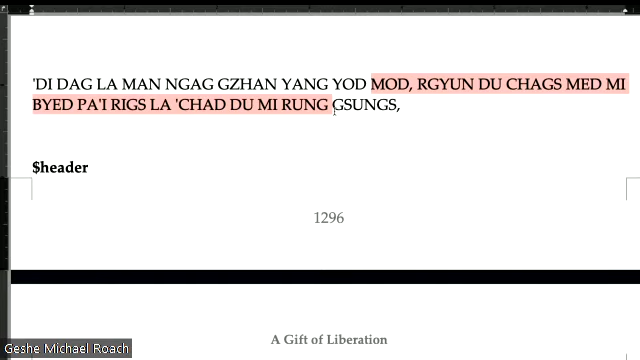 'DI DAG LA MAN NGAG GZHAN YANG YOD MOD, RGYUN DU CHAGS MED MI
BYED PA'I RIGS LA 'CHAD DU MI RUNG GSUNGS,
$header
1296
A Gift of Liberation
Geshe Michael Roach